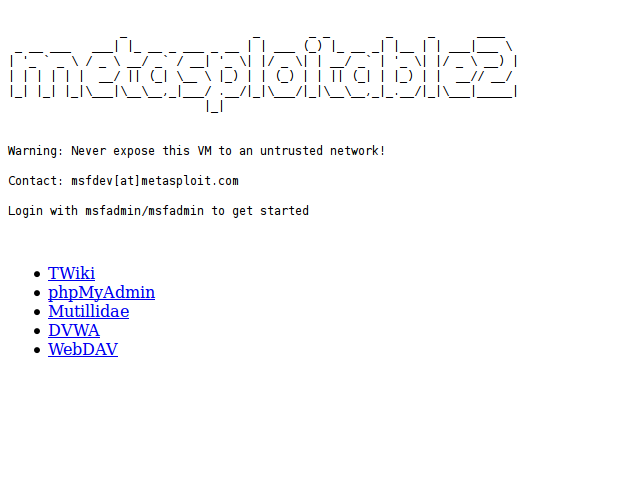 metasploitable2
Warning: Never expose this VM to an untrusted network!
Contact: msfdev[at]metasploit.com
Login with msfadmin/msfadmin to get started
TWiki
phpMyAdmin
Mutillidae
DVWA
WebDAV